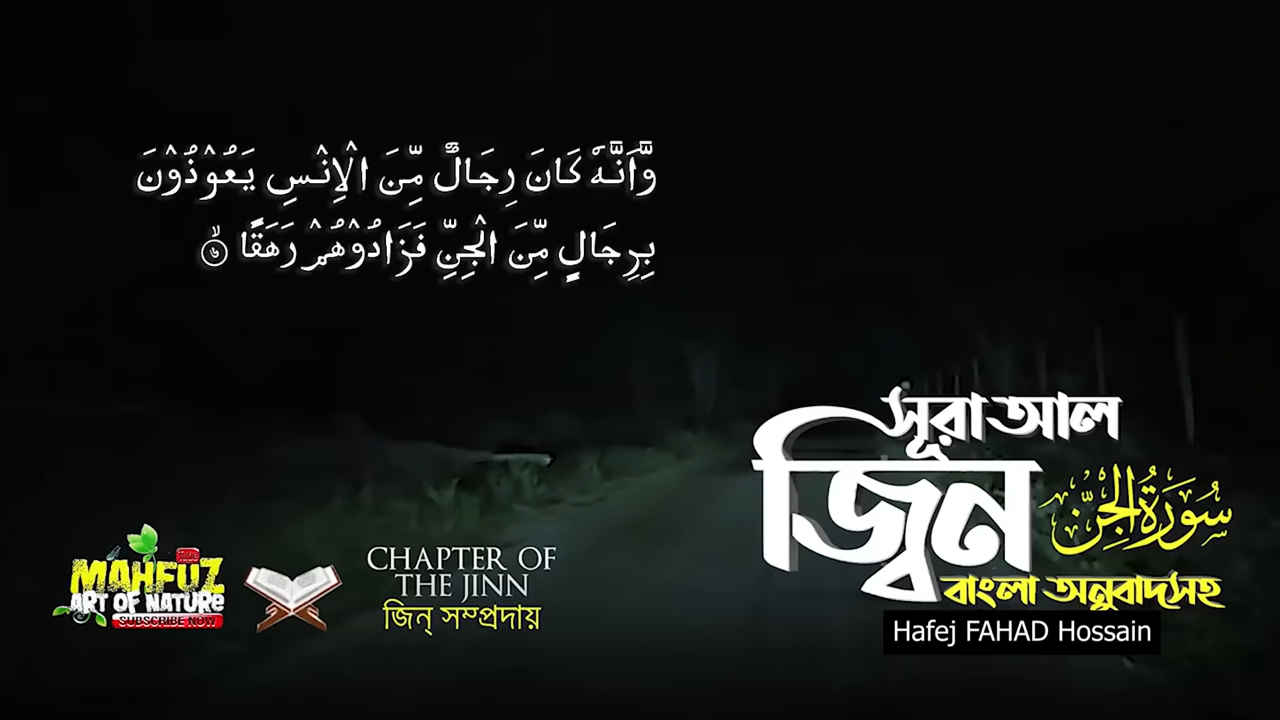 وَّاَنَّهٗ كَانَ رِجَالٌ مِّنَ الْاِنْسِ يَعُوْذُوْنَ
بِرِجَالٍ مِّنَ الْجِنِّ فَزَادُوْهُمْ رَهَقًا ۙ‏﴿۶﴾
সূরা আল
জ্বিন
سُورَةُ الْجِنّ
বাংলা অনুবাদসহ
Hafej FAHAD Hossain
MAHFUZ
ART OF NATURe
SUBSCRIBE NOW
CHAPTER OF
THE JINN
জিন্ সম্প্রদায়